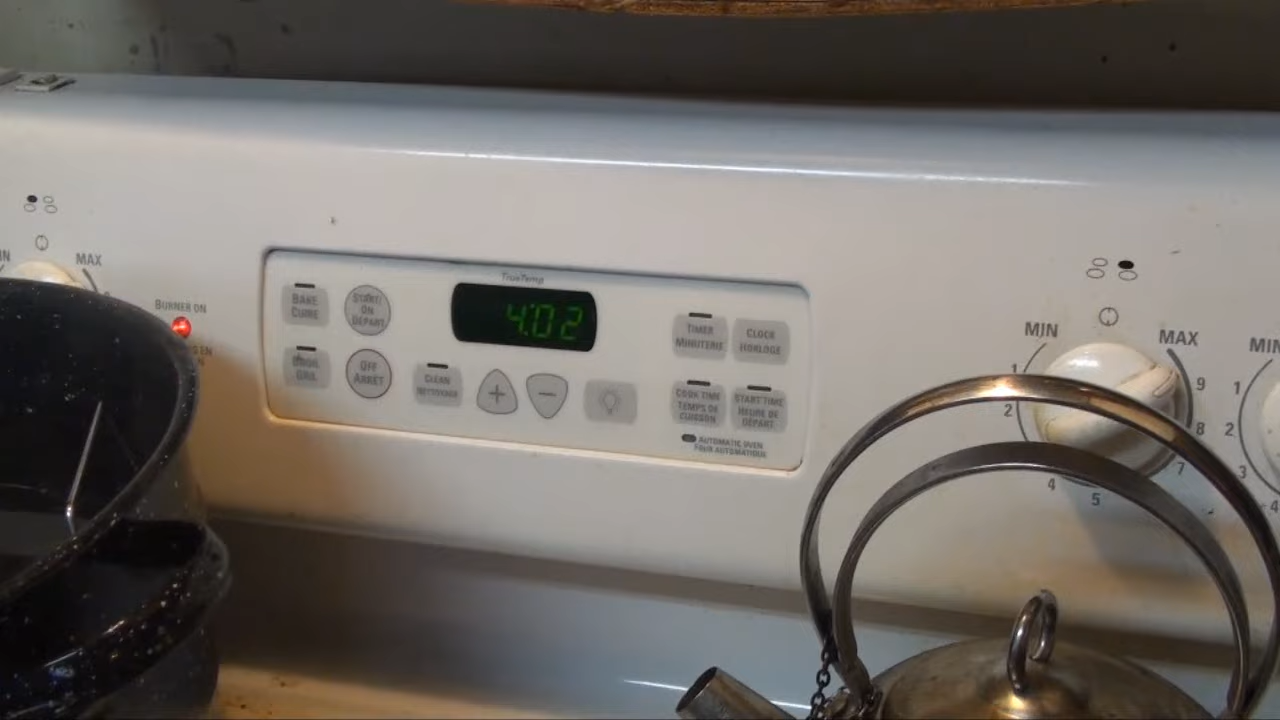 TrueTemp
4:02
BAKE
CUIRE
START/
ON
DÉPART
BROIL
GRIL
OFF
ARRÊT
CLEAN
NETTOYAGE
+
−
TIMER
MINUTERIE
CLOCK
HORLOGE
COOK TIME
TEMPS DE
CUISSON
START TIME
HEURE DE
DÉPART
AUTOMATIC OVEN
FOUR AUTOMATIQUE
MAX
BURNER ON
MIN
MAX
1
2
4
5
7
8
9
1
2
3
4